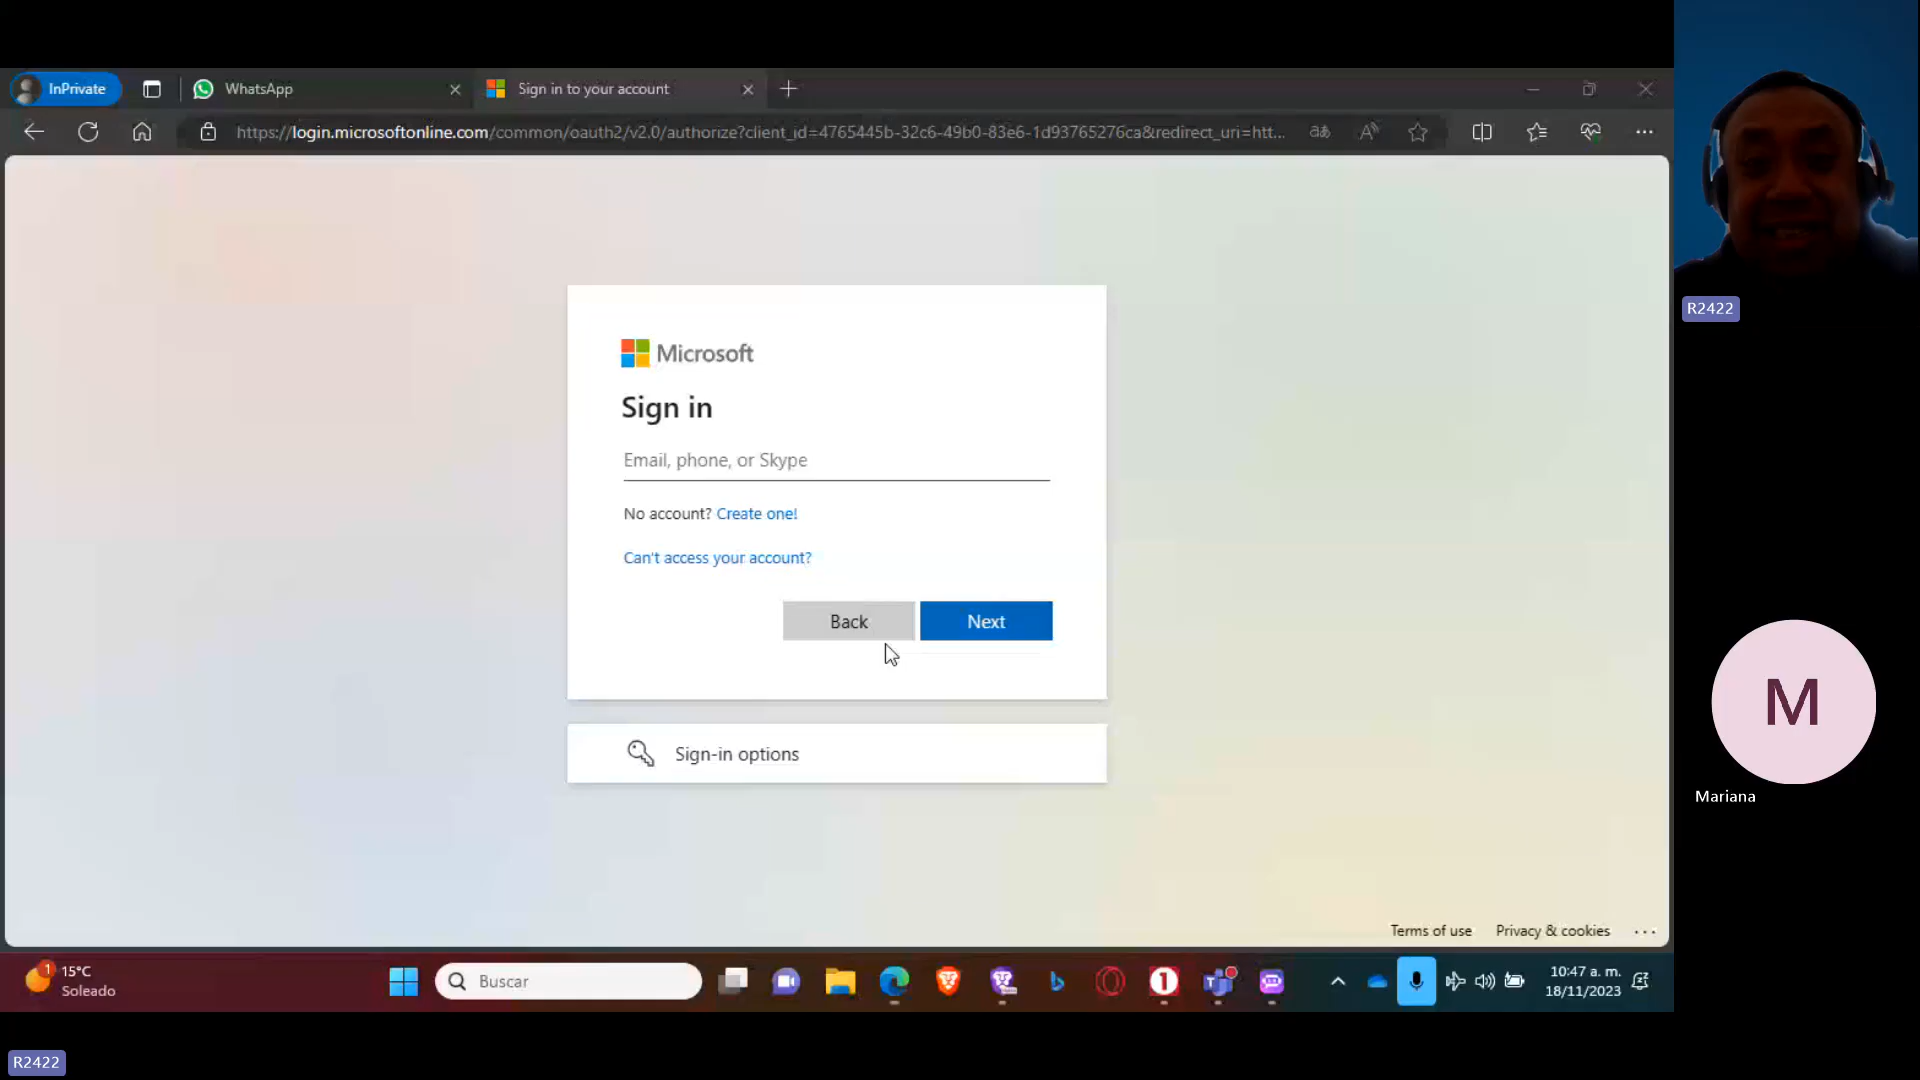 InPrivate
WhatsApp
Sign in to your account
https://login.microsoftonline.com/common/oauth2/v2.0/authorize?client_id=4765445b-32c6-49b0-83e6-1d93765276ca&redirect_uri=htt...
Microsoft
Sign in
Email, phone, or Skype
No account? Create one!
Can't access your account?
Back
Next
Sign-in options
Terms of use
Privacy & cookies
R2422
M
Mariana
1
15°C
Soleado
Buscar
10:47 a. m.
18/11/2023
R2422